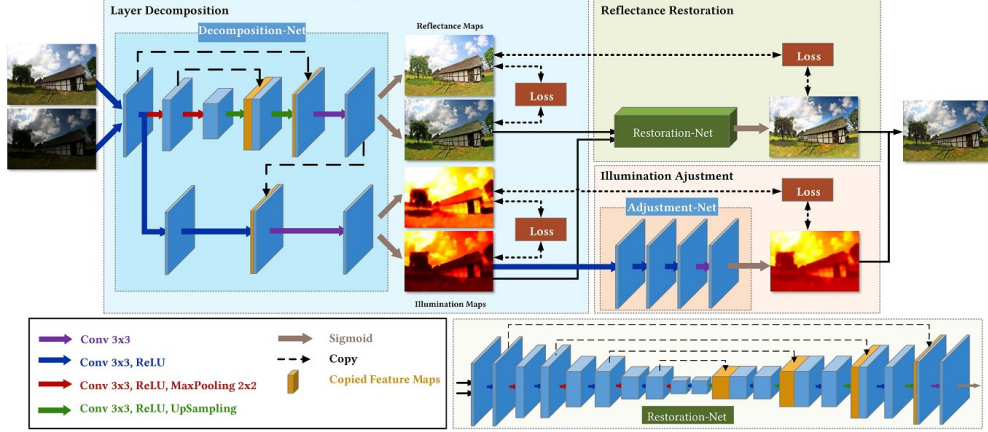 Layer Decomposition
Decomposition-Net
Reflectance Maps
Loss
Loss
Illumination Maps
Reflectance Restoration
Loss
Restoration-Net
Illumination Ajustment
Loss
Adjustment-Net
Conv 3x3
Conv 3x3, ReLU
Conv 3x3, ReLU, MaxPooling 2x2
Conv 3x3, ReLU, UpSampling
Sigmoid
Copy
Copied Feature Maps
Restoration-Net